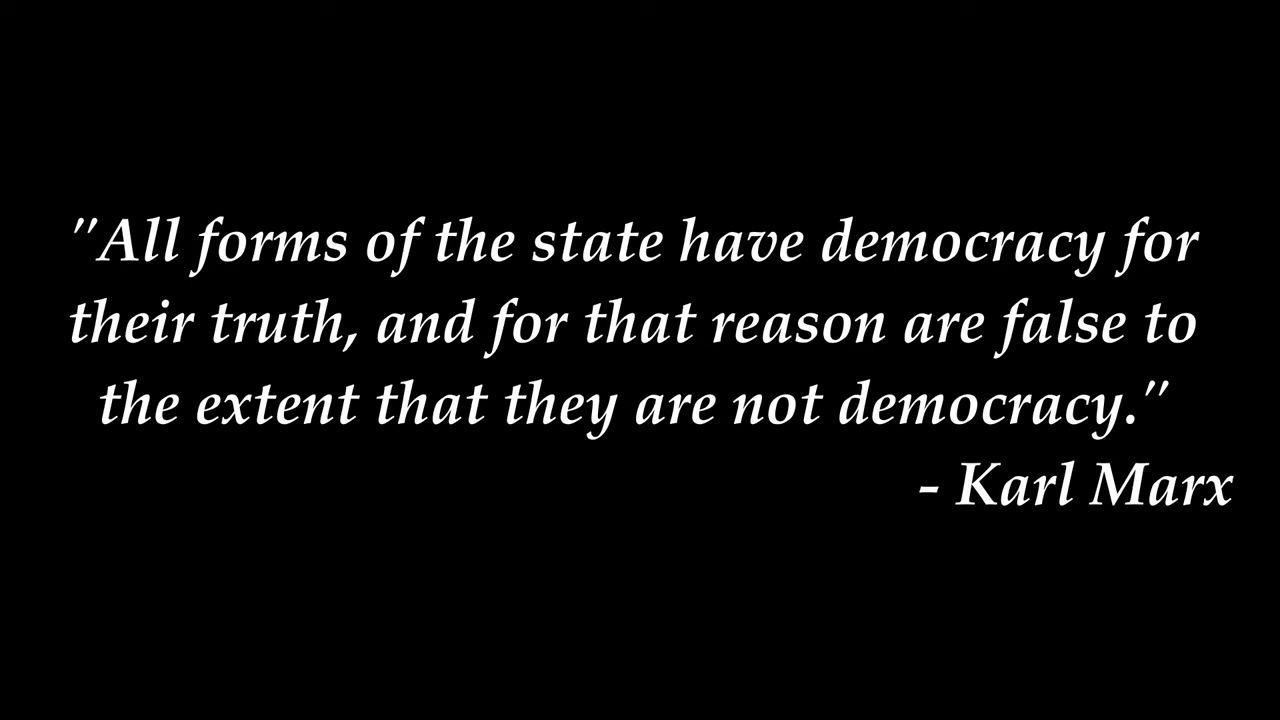 "All forms of the state have democracy for
their truth, and for that reason are false to
the extent that they are not democracy."
- Karl Marx